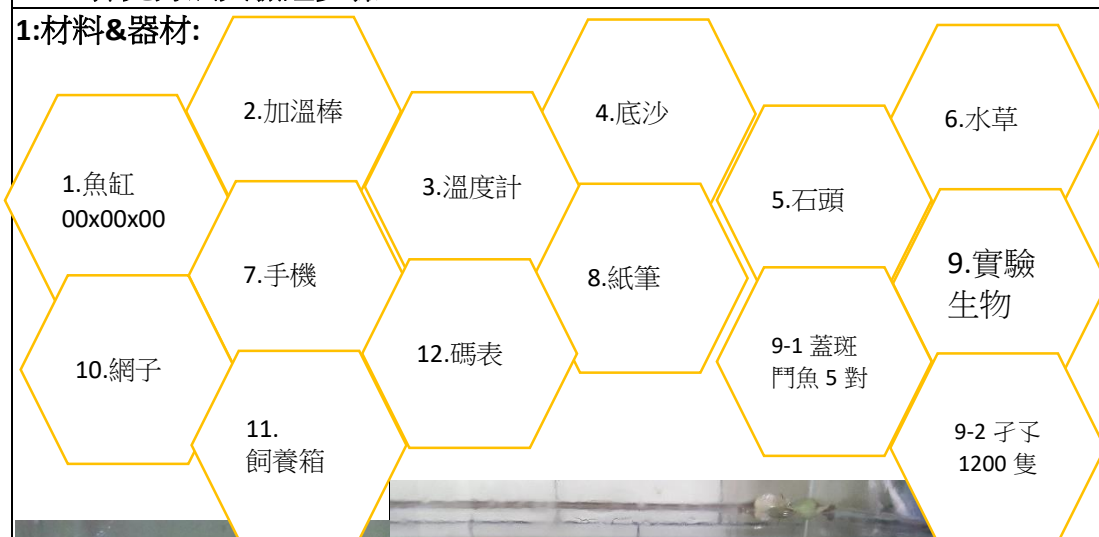 1:材料&器材:
1.魚缸
00x00x00
2.加溫棒
3.溫度計
4.底沙
5.石頭
6.水草
7.手機
8.紙筆
9.實驗
生物
9-1 蓋斑
鬥魚 5 對
9-2 孑孓
1200 隻
10.網子
11.
飼養箱
12.碼表